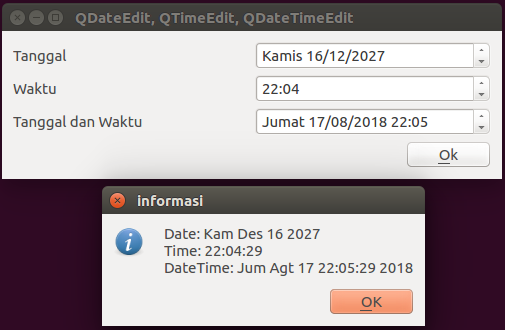 QDateEdit, QTimeEdit, QDateTimeEdit
Tanggal Kamis 16/12/2027
Waktu 22:04
Tanggal dan Waktu Jumat 17/08/2018 22:05
Ok
informasi
Date: Kam Des 16 2027
Time: 22:04:29
DateTime: Jum Agt 17 22:05:29 2018
OK